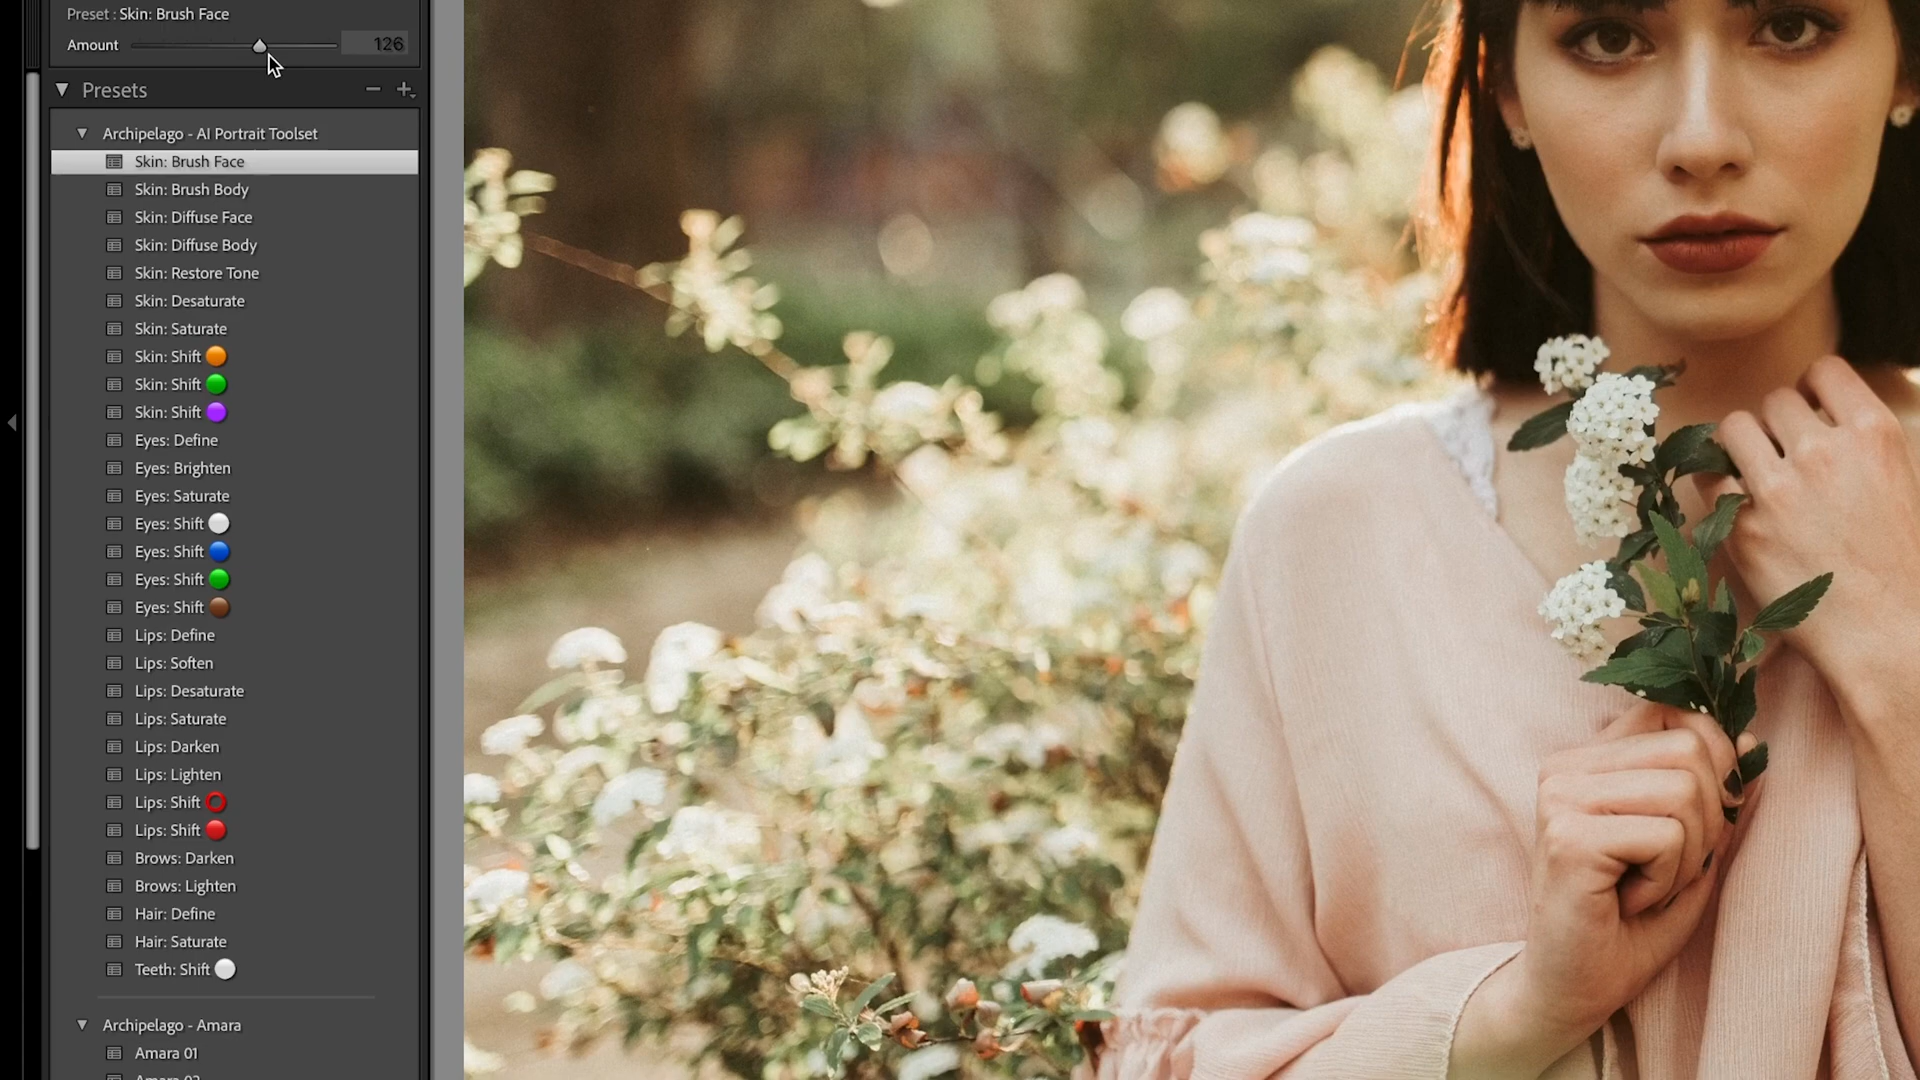 Preset : Skin: Brush Face
Amount 126
Presets
Archipelago - AI Portrait Toolset
Skin: Brush Face
Skin: Brush Body
Skin: Diffuse Face
Skin: Diffuse Body
Skin: Restore Tone
Skin: Desaturate
Skin: Saturate
Skin: Shift
Skin: Shift
Skin: Shift
Eyes: Define
Eyes: Brighten
Eyes: Saturate
Eyes: Shift
Eyes: Shift
Eyes: Shift
Eyes: Shift
Lips: Define
Lips: Soften
Lips: Desaturate
Lips: Saturate
Lips: Darken
Lips: Lighten
Lips: Shift
Lips: Shift
Brows: Darken
Brows: Lighten
Hair: Define
Hair: Saturate
Teeth: Shift
Archipelago - Amara
Amara 01